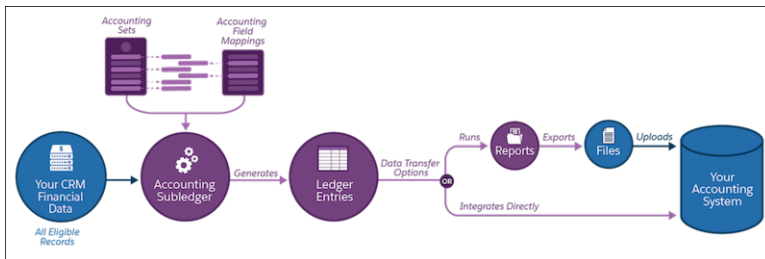 Accounting
Sets
Accounting
Field
Mappings
Your CRM
Financial
Data
All Eligible
Records
Accounting
Subledger
Generates
Ledger
Entries
Data Transfer
Options
OR
Runs
Reports
Exports
Files
Uploads
Integrates Directly
Your
Accounting
System